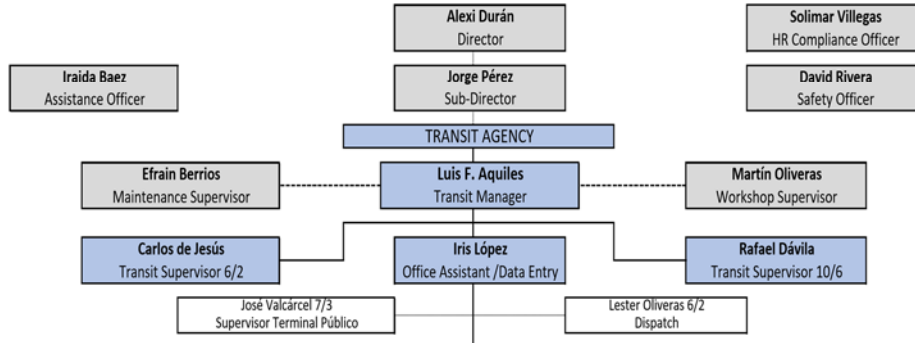 Alexi Durán
Director
Solimar Villegas
HR Compliance Officer
Iraida Baez
Assistance Officer
Jorge Pérez
Sub-Director
David Rivera
Safety Officer
TRANSIT AGENCY
Efrain Berrios
Maintenance Supervisor
Luis F. Aquiles
Transit Manager
Martín Oliveras
Workshop Supervisor
Carlos de Jesús
Transit Supervisor 6/2
Iris López
Office Assistant /Data Entry
Rafael Dávila
Transit Supervisor 10/6
José Valcárcel 7/3
Supervisor Terminal Público
Lester Oliveras 6/2
Dispatch